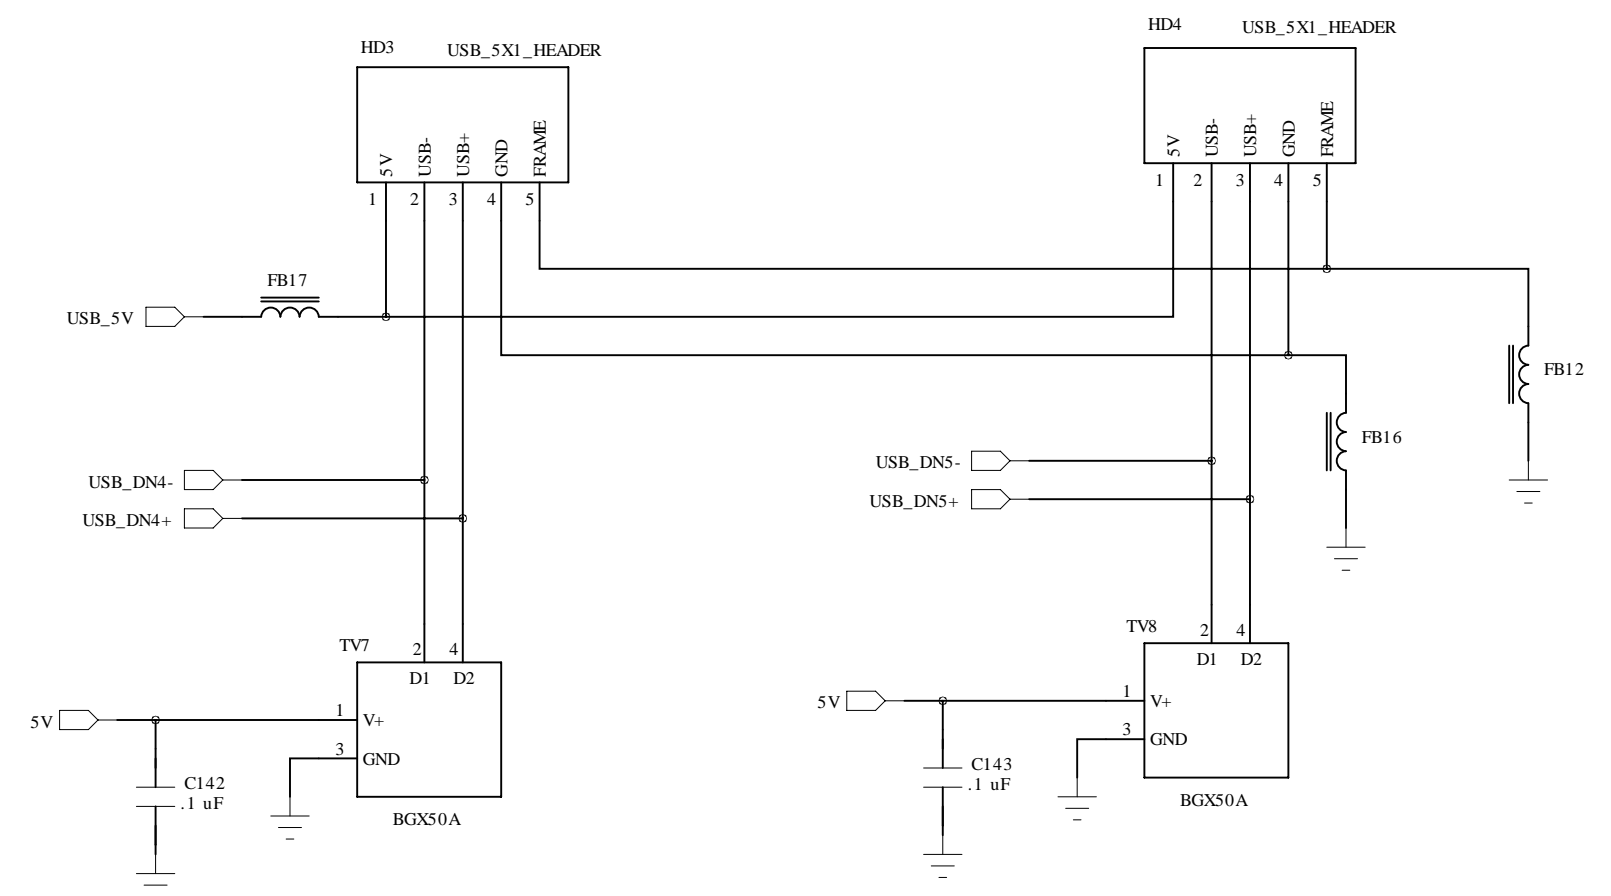 HD3 USB_5X1_HEADER
5V USB- USB+ GND FRAME
1 2 3 4 5
HD4 USB_5X1_HEADER
5V USB- USB+ GND FRAME
1 2 3 4 5
FB17
USB_5V
FB12
FB16
USB_DN4-
USB_DN4+
USB_DN5-
USB_DN5+
TV7
2 4
D1 D2
5V
1 V+
3 GND
C142
.1 uF
BGX50A
TV8
2 4
D1 D2
5V
1 V+
3 GND
C143
.1 uF
BGX50A